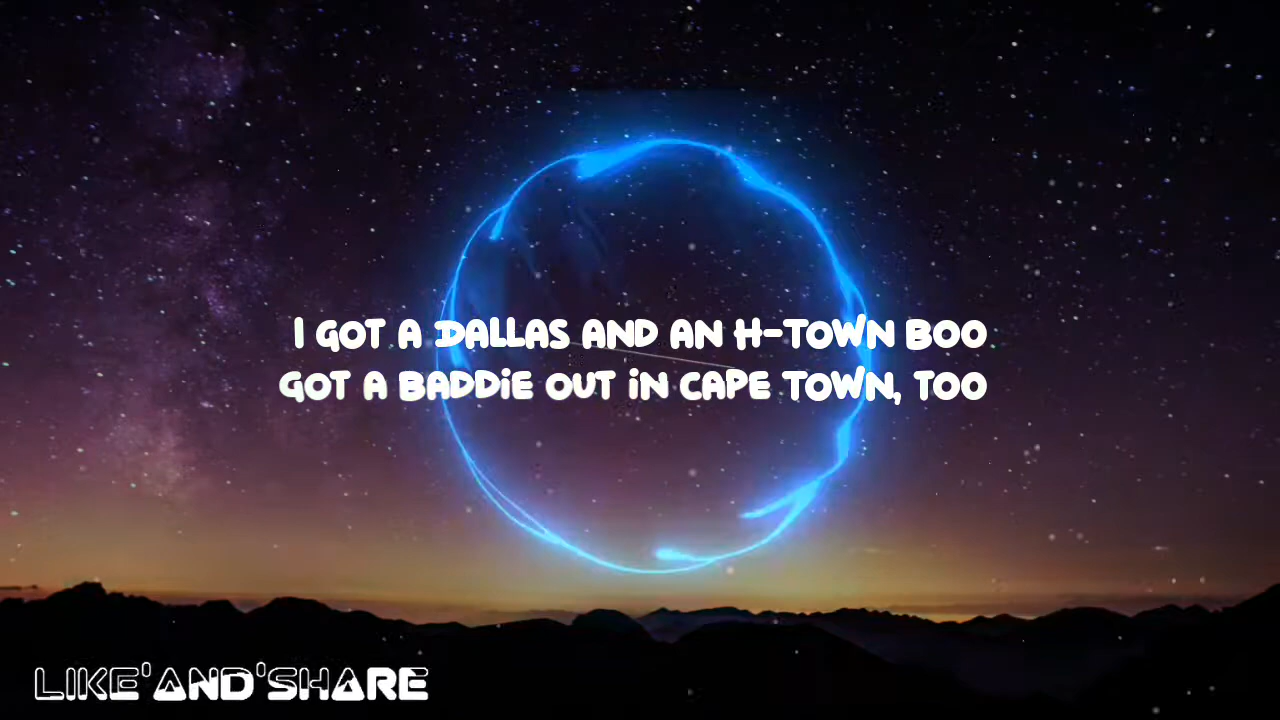 I GOT A DALLAS AND AN H-TOWN BOO
GOT A BADDIE OUT IN CAPE TOWN, TOO
LIKE'AND'SHARE